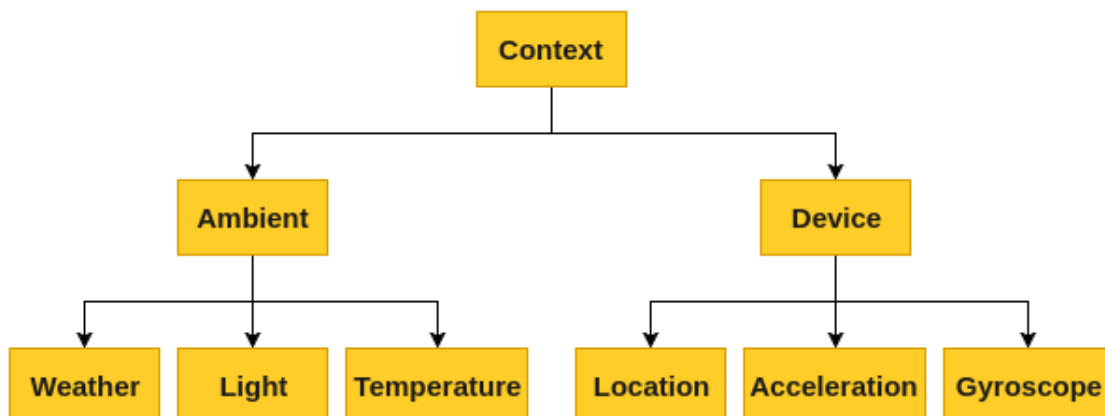 Context
Ambient
Device
Weather
Light
Temperature
Location
Acceleration
Gyroscope